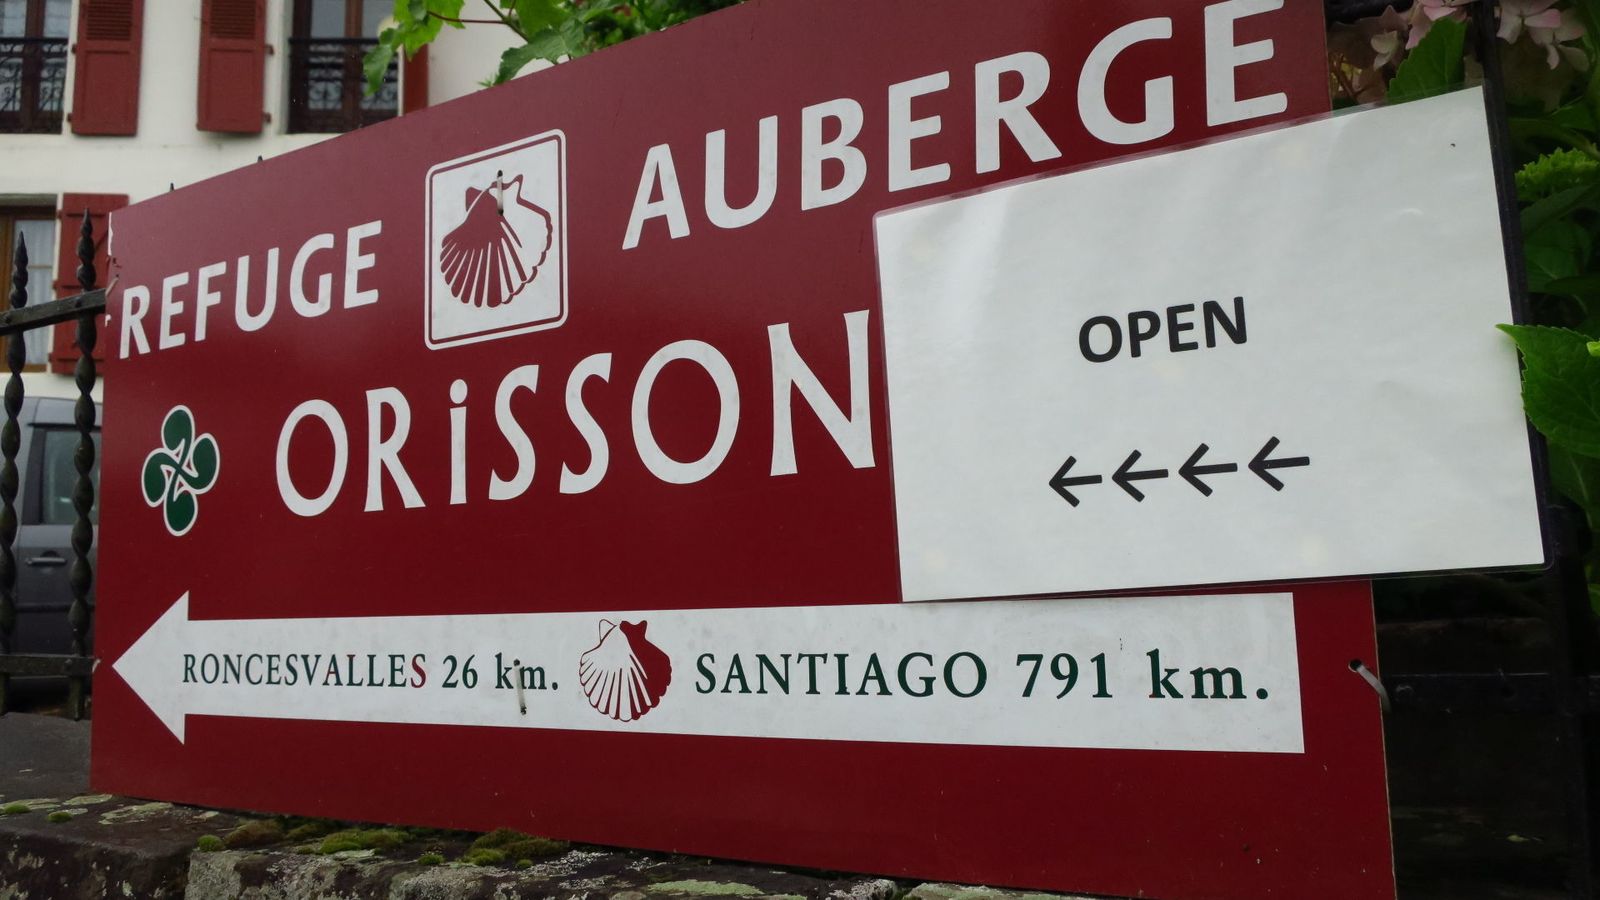 REFUGE AUBERGE
ORiSSON
OPEN
←←←←
RONCESVALLES 26 km. SANTIAGO 791 km.